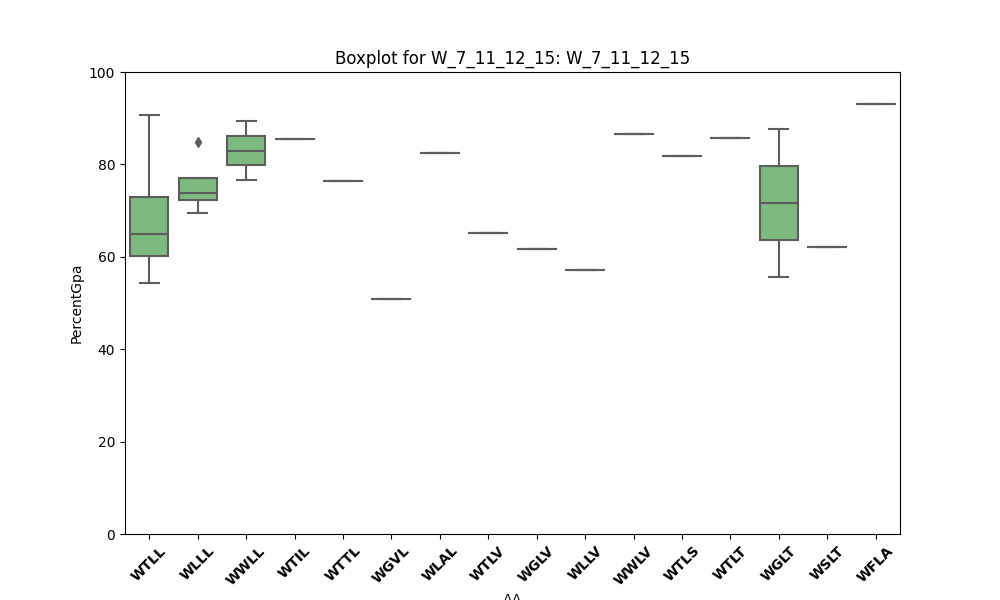 Boxplot for W_7_11_12_15: W_7_11_12_15
100
80
60
40
20
0
PercentGpa
WTLL
WLLL
WWLL
WTIL
WTTL
WGVL
WLAL
WTLV
WGLV
WLLV
WWLV
WTLS
WTLT
WGLT
WSLT
WFLA